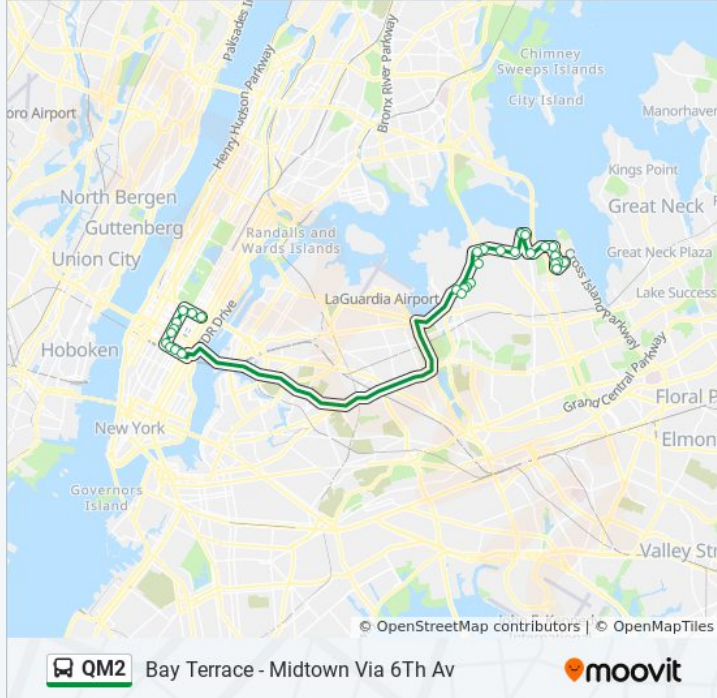 Palisades
Chimney
Sweeps Islands
City Island
Henry Hudson Parkway
Bronx River Parkway
oro Airport
Manorhaven
Kings Point
North Bergen
Great Neck
Guttenberg
Randalls and
Wards Islands
Union City
Great Neck Plaza
Cross Island Parkway
LaGuardia Airport
Lake Success
DR Drive
Hoboken
Grand Central Parkway
Floral P
New York
Elmon
Governors
Island
Valley Str
© OpenStreetMap contributors | © OpenMapTiles
QM2 Bay Terrace - Midtown Via 6Th Av
moovit